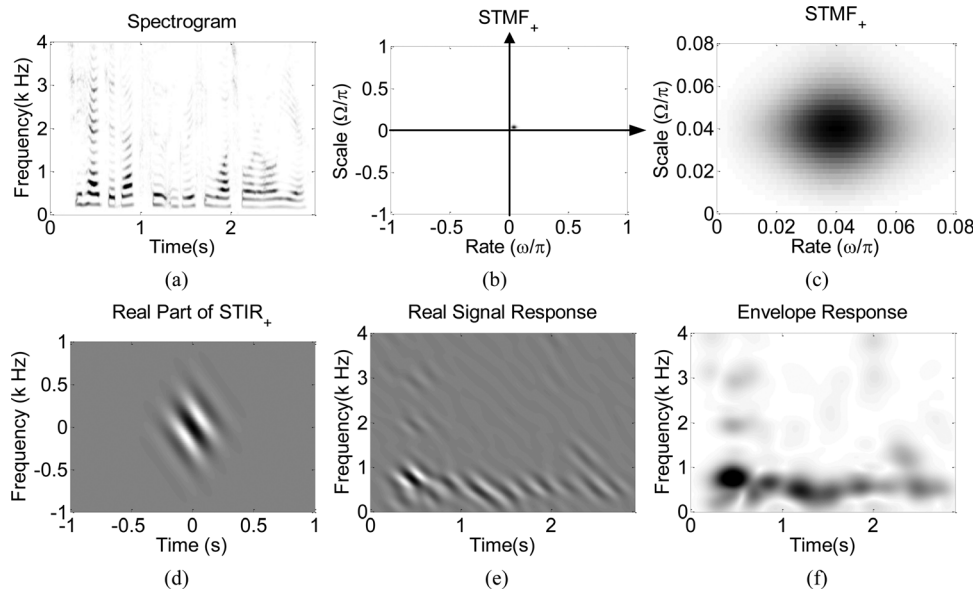 Spectrogram
4
3
2
1
0
Frequency(k Hz)
0 1 2
Time(s)
(a)
STMF+
1
0.5
0
-0.5
-1
Scale (Ω/π)
-1 -0.5 0 0.5 1
Rate (ω/π)
(b)
STMF+
0.08
0.06
0.04
0.02
0
Scale (Ω/π)
0 0.02 0.04 0.06 0.08
Rate (ω/π)
(c)
Real Part of STIR+
1
0.5
0
-0.5
-1
Frequency (k Hz)
-1 -0.5 0 0.5 1
Time (s)
(d)
Real Signal Response
4
3
2
1
0
Frequency(k Hz)
0 1 2
Time(s)
(e)
Envelope Response
4
3
2
1
0
Frequency(k Hz)
0 1 2
Time(s)
(f)